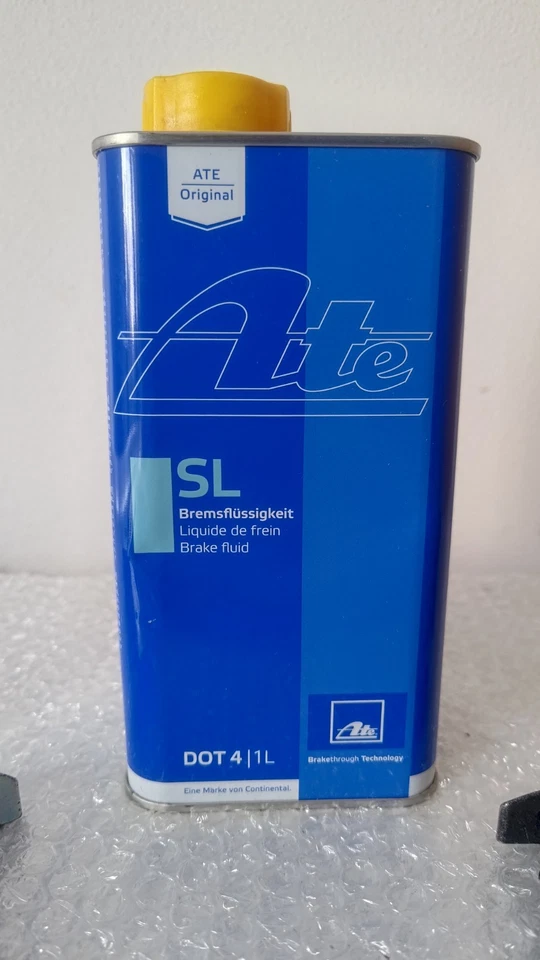 ATE
Original
Ate
SL
Bremsflüssigkeit
Liquide de frein
Brake fluid
Ate
Brakethrough Technology
DOT 4 | 1L
Eine Marke von Continental.